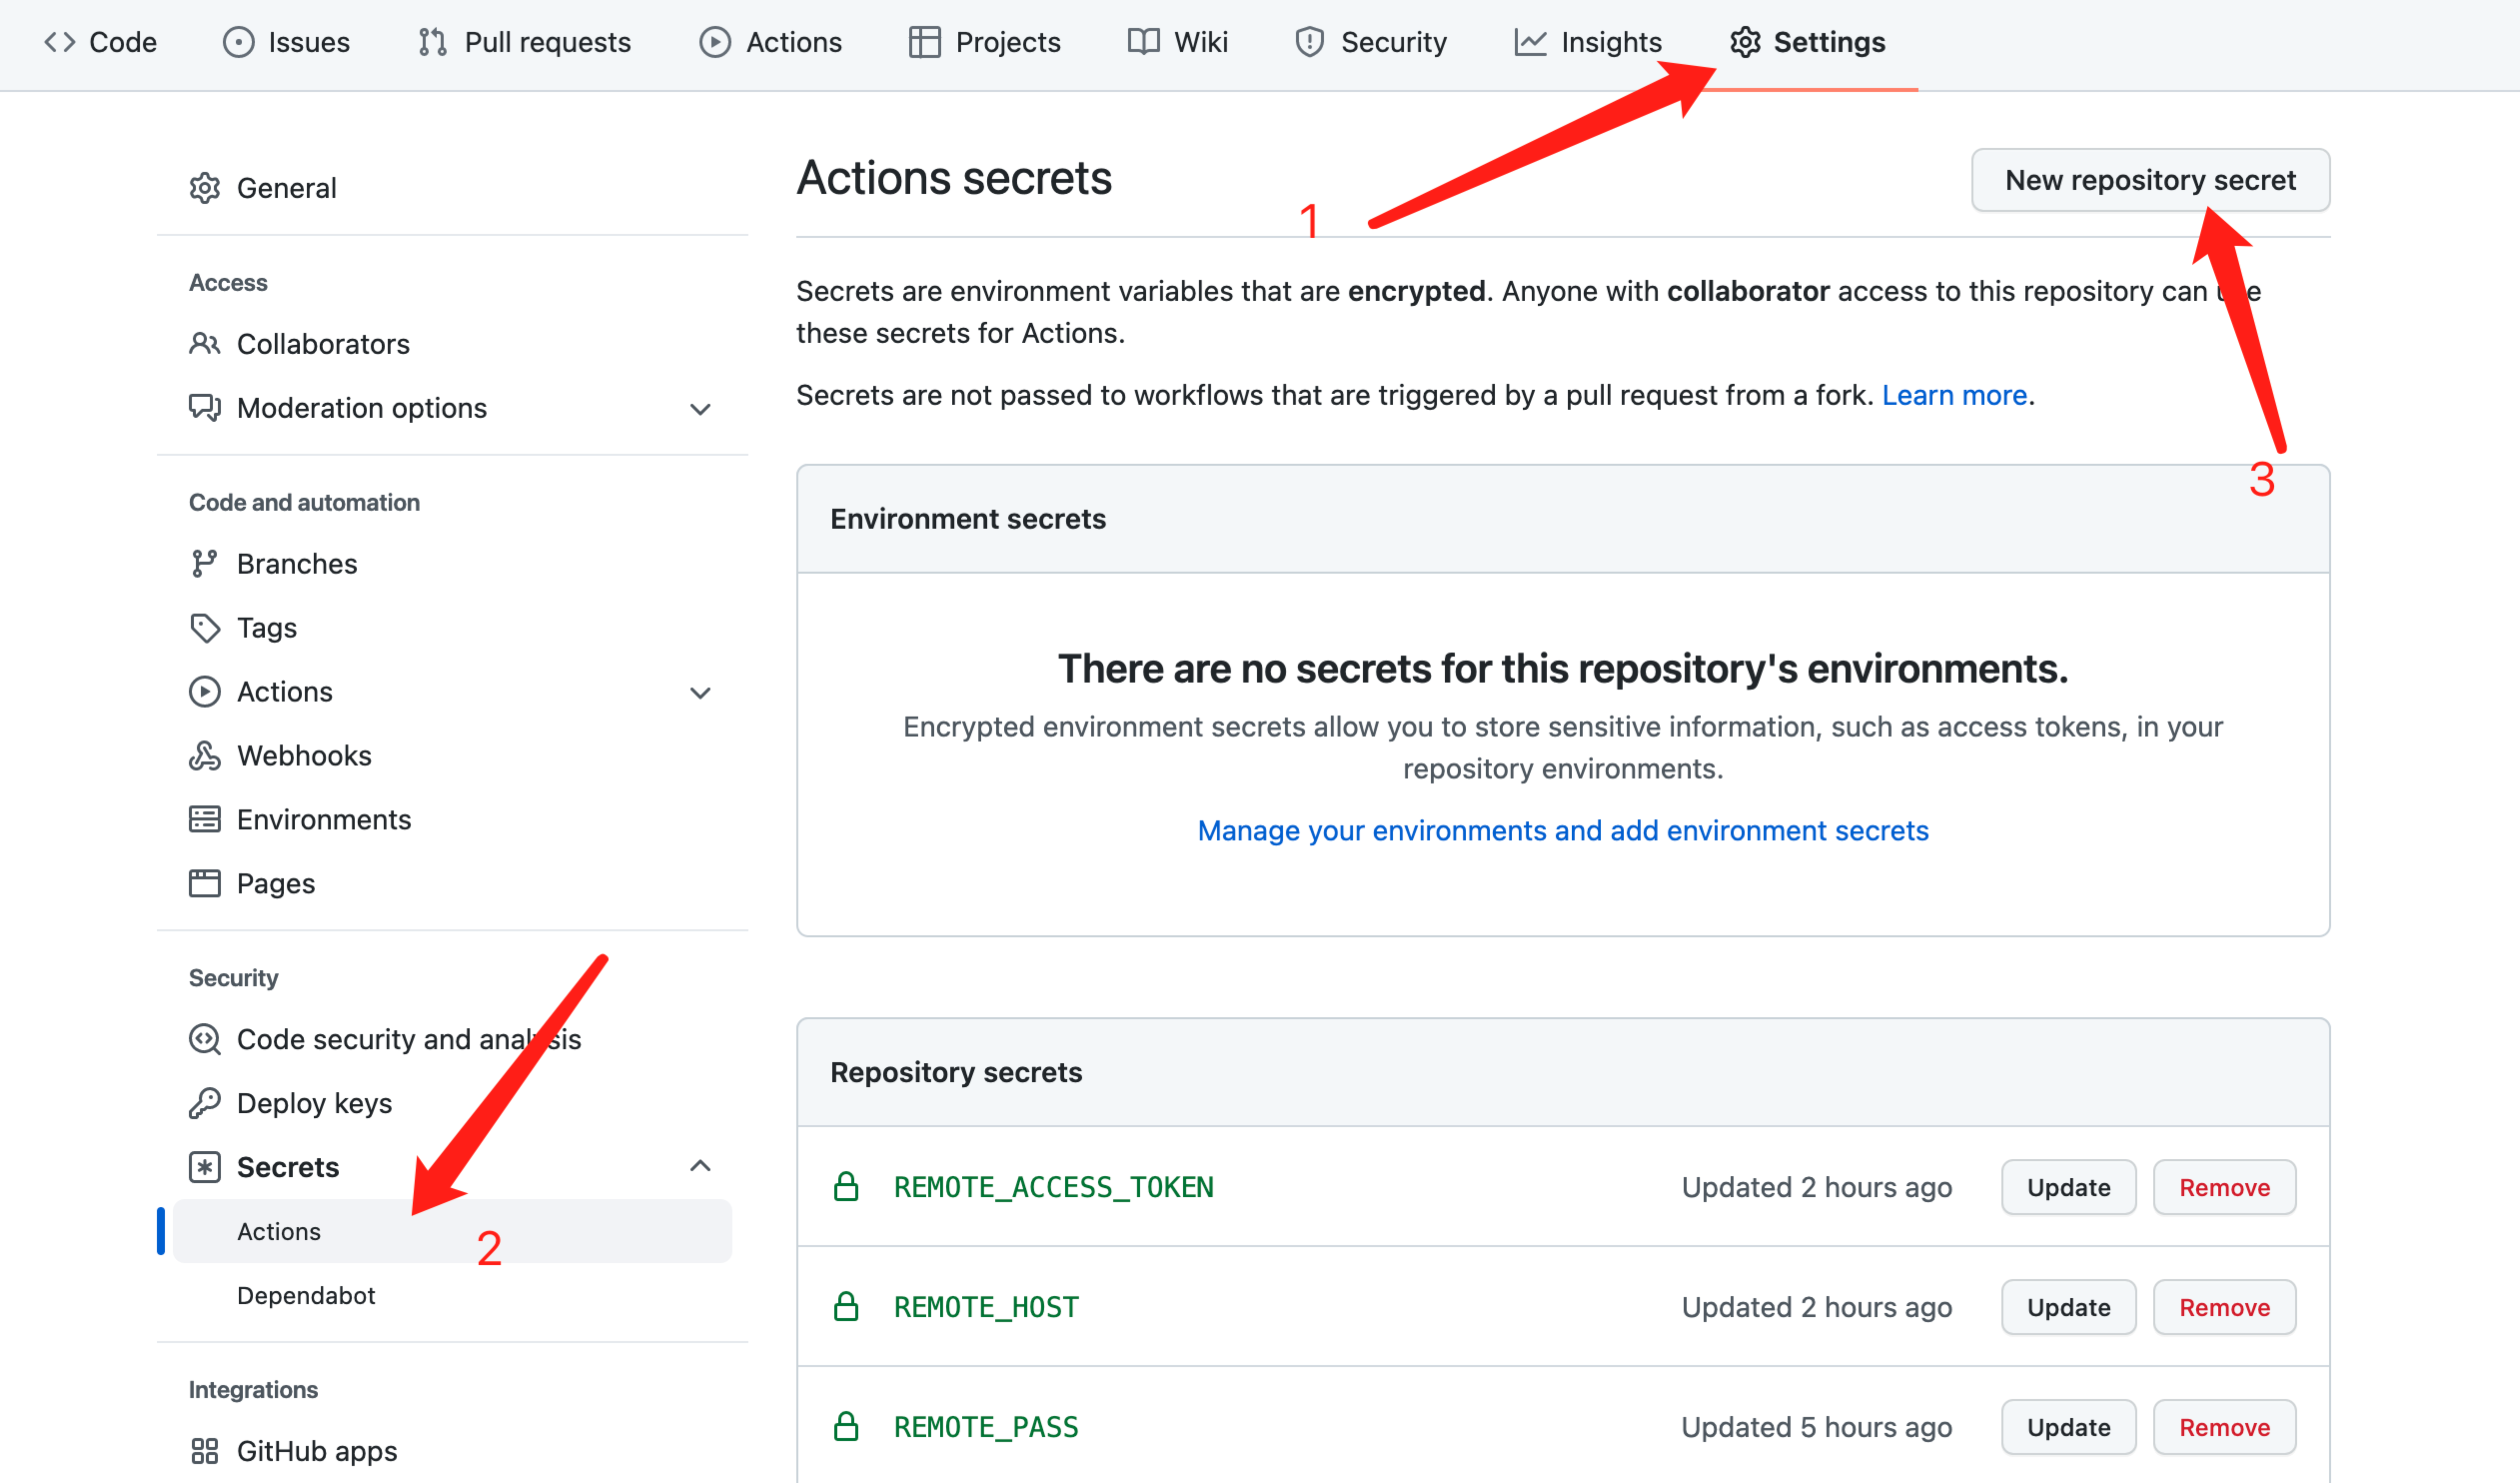 Code Issues Pull requests Actions Projects Wiki Security Insights Settings
General
Access
Collaborators
Moderation options
Code and automation
Branches
Tags
Actions
Webhooks
Environments
Pages
Security
Code security and analysis
Deploy keys
Secrets
Actions
2
Dependabot
Integrations
GitHub apps
Actions secrets
1
New repository secret
Secrets are environment variables that are encrypted. Anyone with collaborator access to this repository can use
these secrets for Actions.
Secrets are not passed to workflows that are triggered by a pull request from a fork. Learn more.
3
Environment secrets
There are no secrets for this repository's environments.
Encrypted environment secrets allow you to store sensitive information, such as access tokens, in your
repository environments.
Manage your environments and add environment secrets
Repository secrets
REMOTE_ACCESS_TOKEN Updated 2 hours ago Update Remove
REMOTE_HOST Updated 2 hours ago Update Remove
REMOTE_PASS Updated 5 hours ago Update Remove